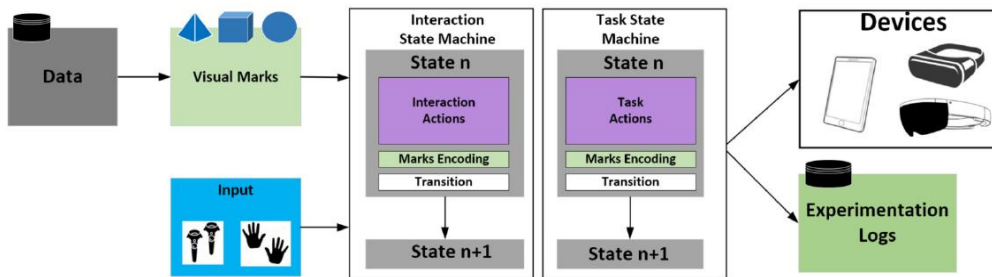 Data
Visual Marks
Input
Interaction
State Machine
State n
Interaction
Actions
Marks Encoding
Transition
State n+1
Task State
Machine
State n
Task
Actions
Marks Encoding
Transition
State n+1
Devices
Experimentation
Logs